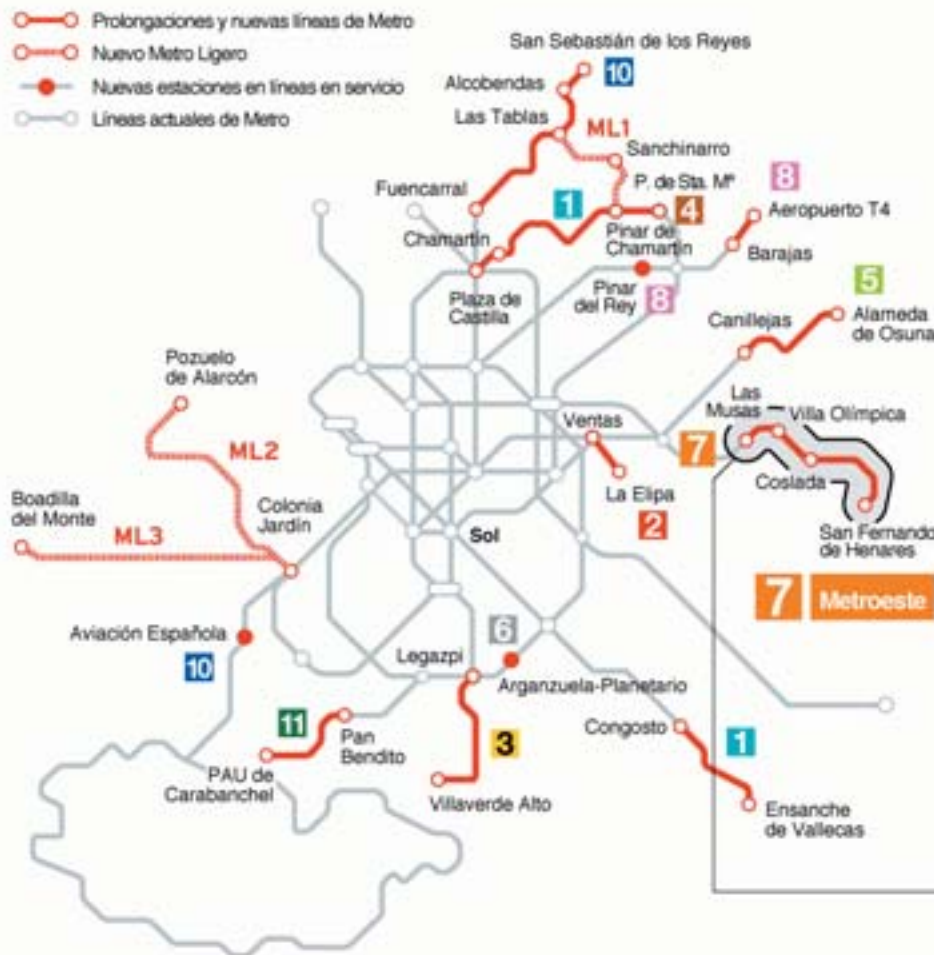 Prolongaciones y nuevas líneas de Metro
Nuevo Metro Ligero
Nuevas estaciones en líneas en servicio
Líneas actuales de Metro
San Sebastián de los Reyes
10
Alcobendas
Las Tablas
ML1
Sanchinarro
P. de Sta. Mª
8
Fuencarral
1
4
Aeropuerto T4
Chamartín
Pinar de
Chamartín
Barajas
Plaza de
Castilla
Pinar
del Rey
8
5
Canillejas
Alameda
de Osuna
Pozuelo
de Alarcón
Las
Musas
Villa Olímpica
Ventas
7
ML2
Coslada
La Elipa
Boadilla
del Monte
Colonia
Jardín
2
ML3
Sol
San Fernando
de Henares
7
Metroeste
Aviación Española
6
10
Legazpi
Arganzuela-Planetario
11
Pan
Bendito
3
Congosto
1
PAU de
Carabanchel
Villaverde Alto
Ensanche
de Vallecas